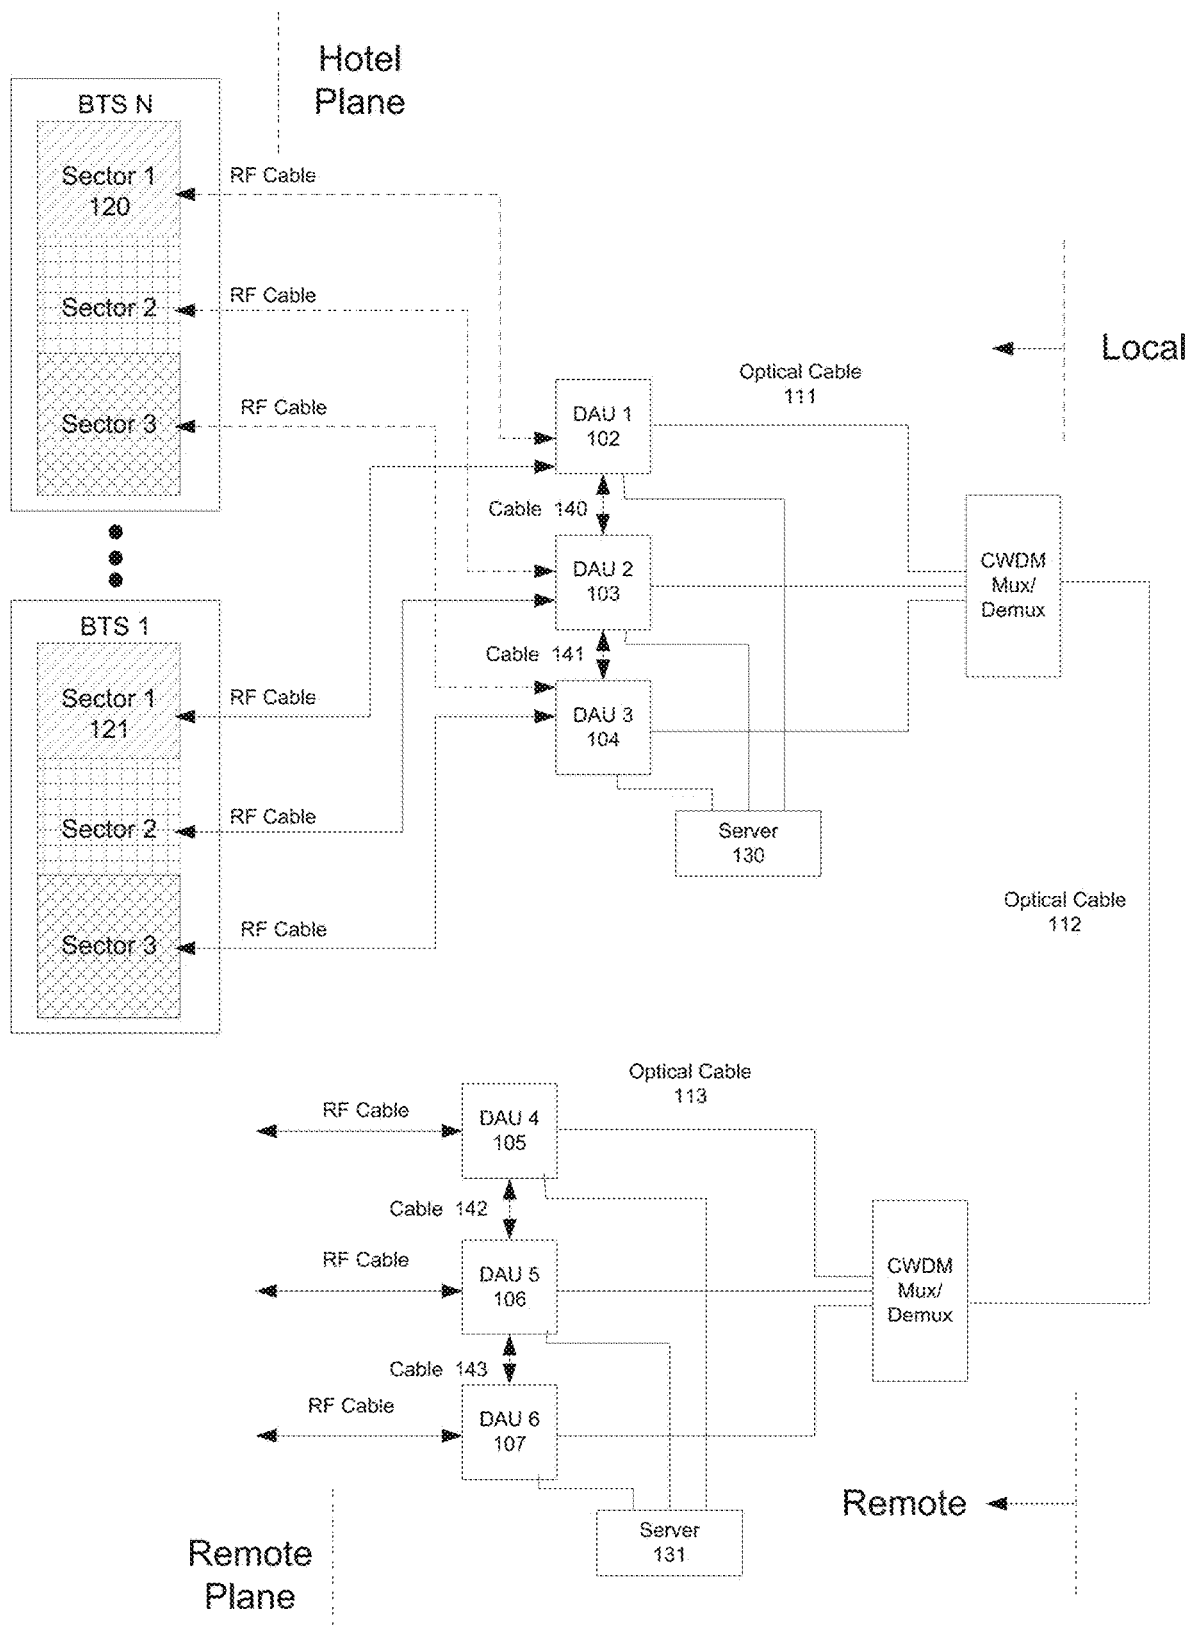 Hotel
Plane
BTS N
Sector 1
120
RF Cable
Sector 2
RF Cable
Sector 3
RF Cable
Local
Optical Cable
111
DAU 1
102
Cable 140
DAU 2
103
Cable 141
DAU 3
104
CWDM
Mux/
Demux
BTS 1
Sector 1
121
RF Cable
Sector 2
RF Cable
Sector 3
RF Cable
Server
130
Optical Cable
112
Optical Cable
113
RF Cable
DAU 4
105
Cable 142
RF Cable
DAU 5
106
Cable 143
RF Cable
DAU 6
107
CWDM
Mux/
Demux
Server
131
Remote
Remote
Plane